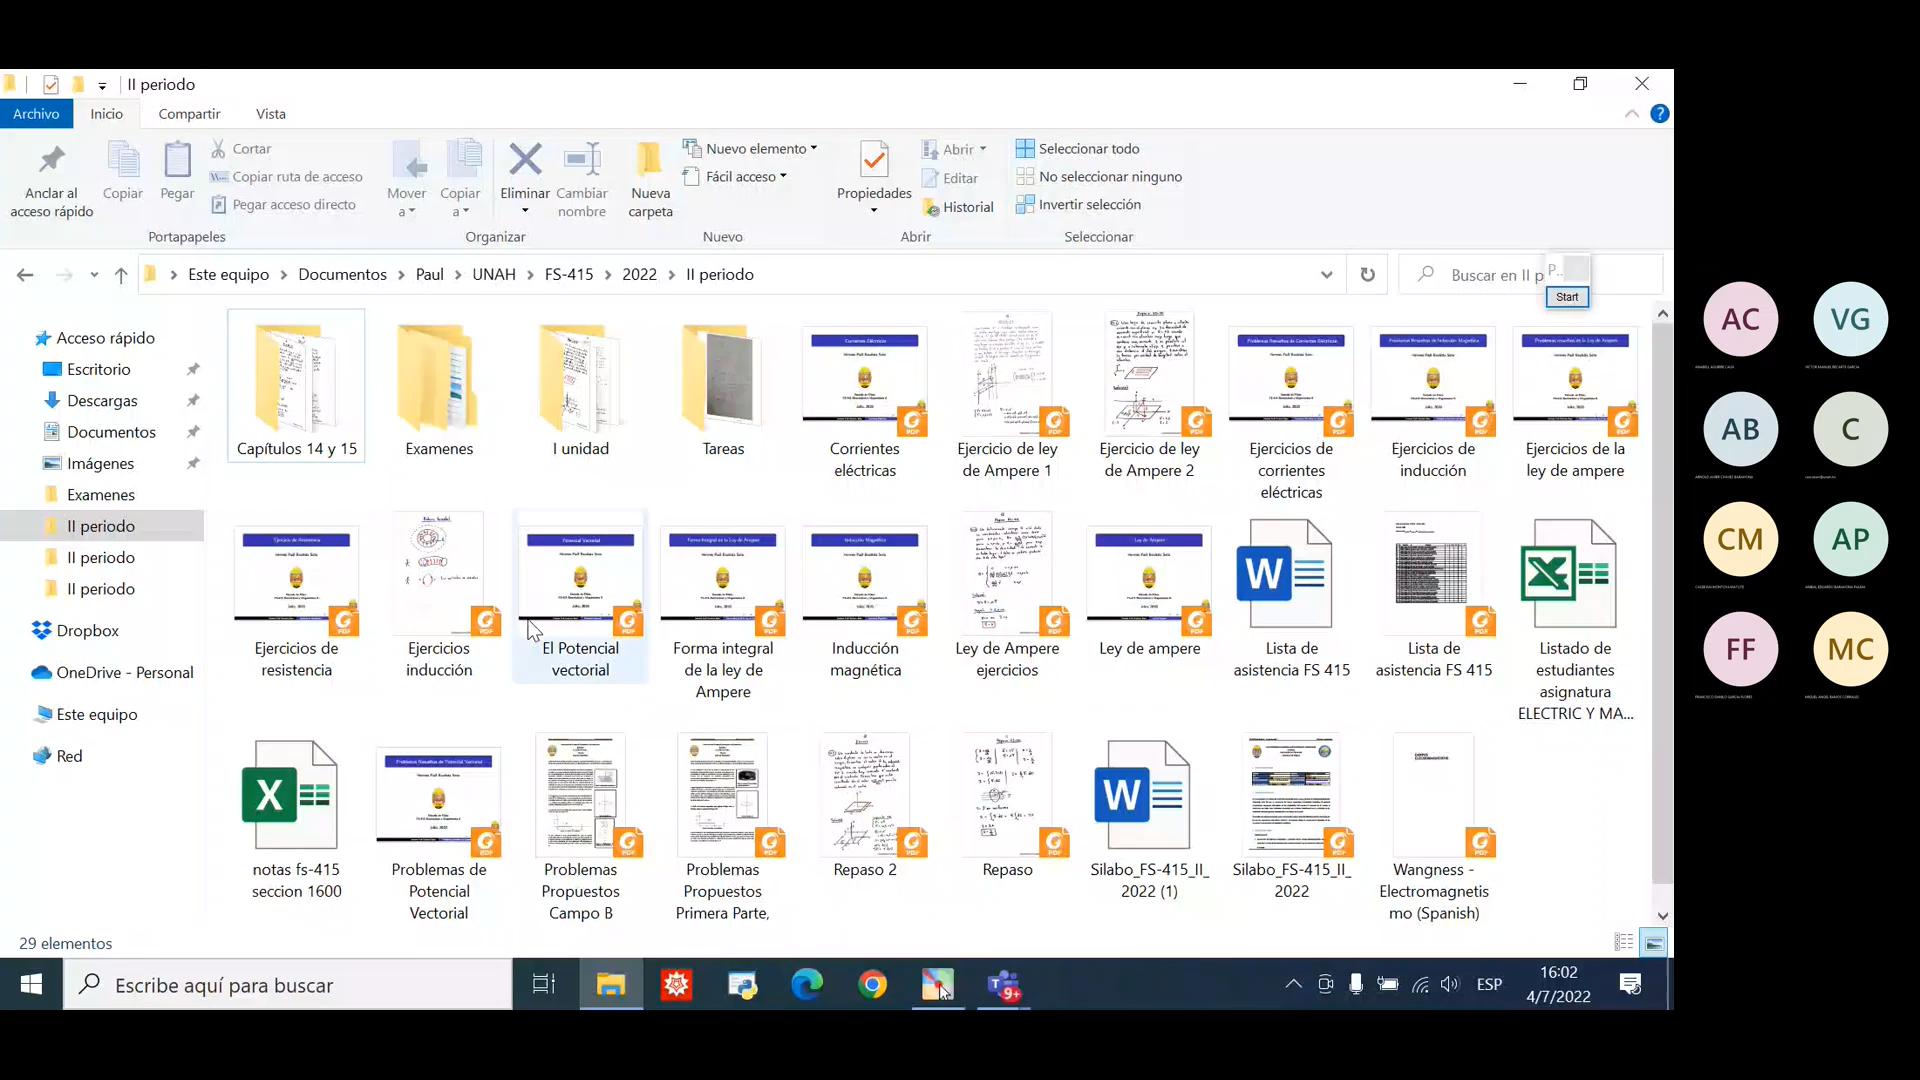 II periodo
Archivo Inicio Compartir Vista
Anclar al acceso rápido
Copiar
Pegar
Cortar
Copiar ruta de acceso
Pegar acceso directo
Portapapeles
Mover a
Copiar a
Eliminar
Cambiar nombre
Organizar
Nueva carpeta
Nuevo elemento
Fácil acceso
Nuevo
Propiedades
Abrir
Editar
Historial
Abrir
Seleccionar todo
No seleccionar ninguno
Invertir selección
Seleccionar
Este equipo > Documentos > Paul > UNAH > FS-415 > 2022 > II periodo
Buscar en II p
P..
Start
Acceso rápido
Escritorio
Descargas
Documentos
Imágenes
Examenes
II periodo
II periodo
II periodo
Dropbox
OneDrive - Personal
Este equipo
Red
Capítulos 14 y 15
Examenes
I unidad
Tareas
Corrientes eléctricas
Ejercicio de ley de Ampere 1
Ejercicio de ley de Ampere 2
Ejercicios de corrientes eléctricas
Ejercicios de inducción
Ejercicios de la ley de ampere
Ejercicios de resistencia
Ejercicios inducción
El Potencial vectorial
Forma integral de la ley de Ampere
Inducción magnética
Ley de Ampere ejercicios
Ley de ampere
Lista de asistencia FS 415
Lista de asistencia FS 415
Listado de estudiantes asignatura ELECTRIC Y MA...
notas fs-415 seccion 1600
Problemas de Potencial Vectorial
Problemas Propuestos Campo B
Problemas Propuestos Primera Parte,
Repaso 2
Repaso
Silabo_FS-415_II_2022 (1)
Silabo_FS-415_II_2022
Wangness - Electromagnetismo (Spanish)
29 elementos
Escribe aquí para buscar
9+
ESP
16:02
4/7/2022
AC
VG
AB
C
CM
AP
FF
MC